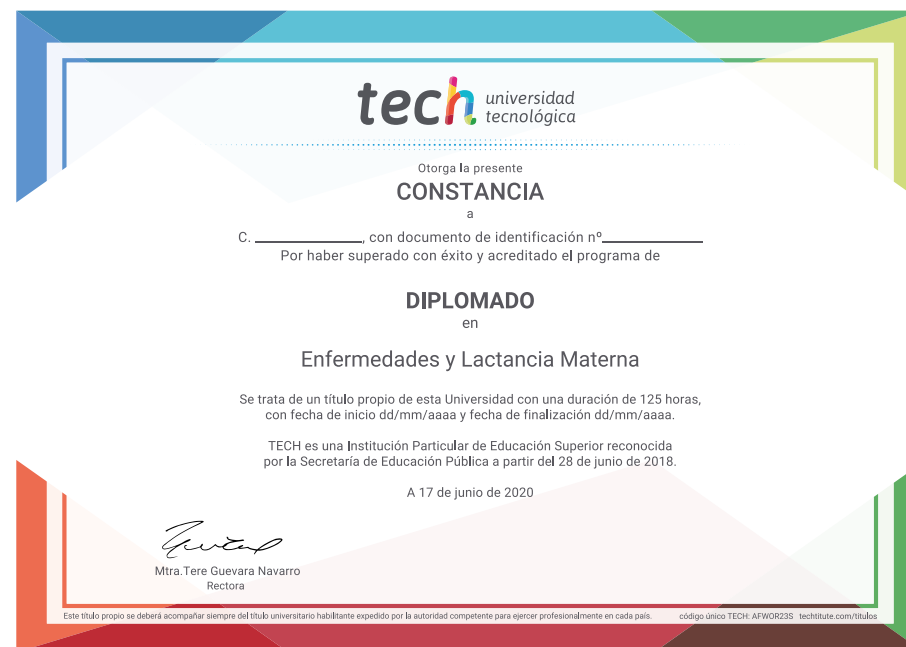 tech universidad
tecnológica
Otorga la presente
CONSTANCIA
a
C. ____________, con documento de identificación nº____________
Por haber superado con éxito y acreditado el programa de
DIPLOMADO
en
Enfermedades y Lactancia Materna
Se trata de un título propio de esta Universidad con una duración de 125 horas,
con fecha de inicio dd/mm/aaaa y fecha de finalización dd/mm/aaaa.
TECH es una Institución Particular de Educación Superior reconocida
por la Secretaría de Educación Pública a partir del 28 de junio de 2018.
A 17 de junio de 2020
Mtra.Tere Guevara Navarro
Rectora
Este título propio se deberá acompañar siempre del título universitario habilitante expedido por la autoridad competente para ejercer profesionalmente en cada país. código único TECH: AFWOR23S techtitute.com/titulos